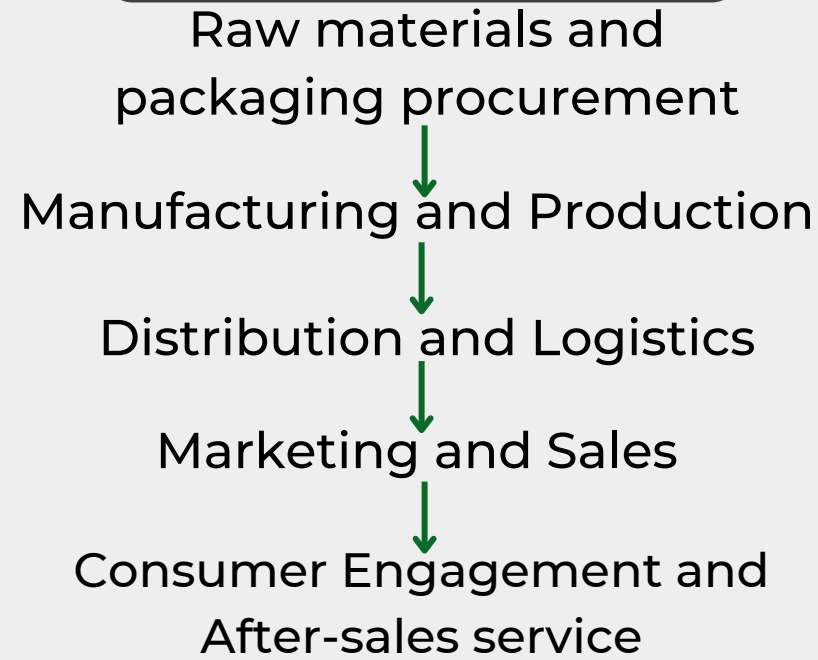 Raw materials and
packaging procurement
Manufacturing and Production
Distribution and Logistics
Marketing and Sales
Consumer Engagement and
After-sales service